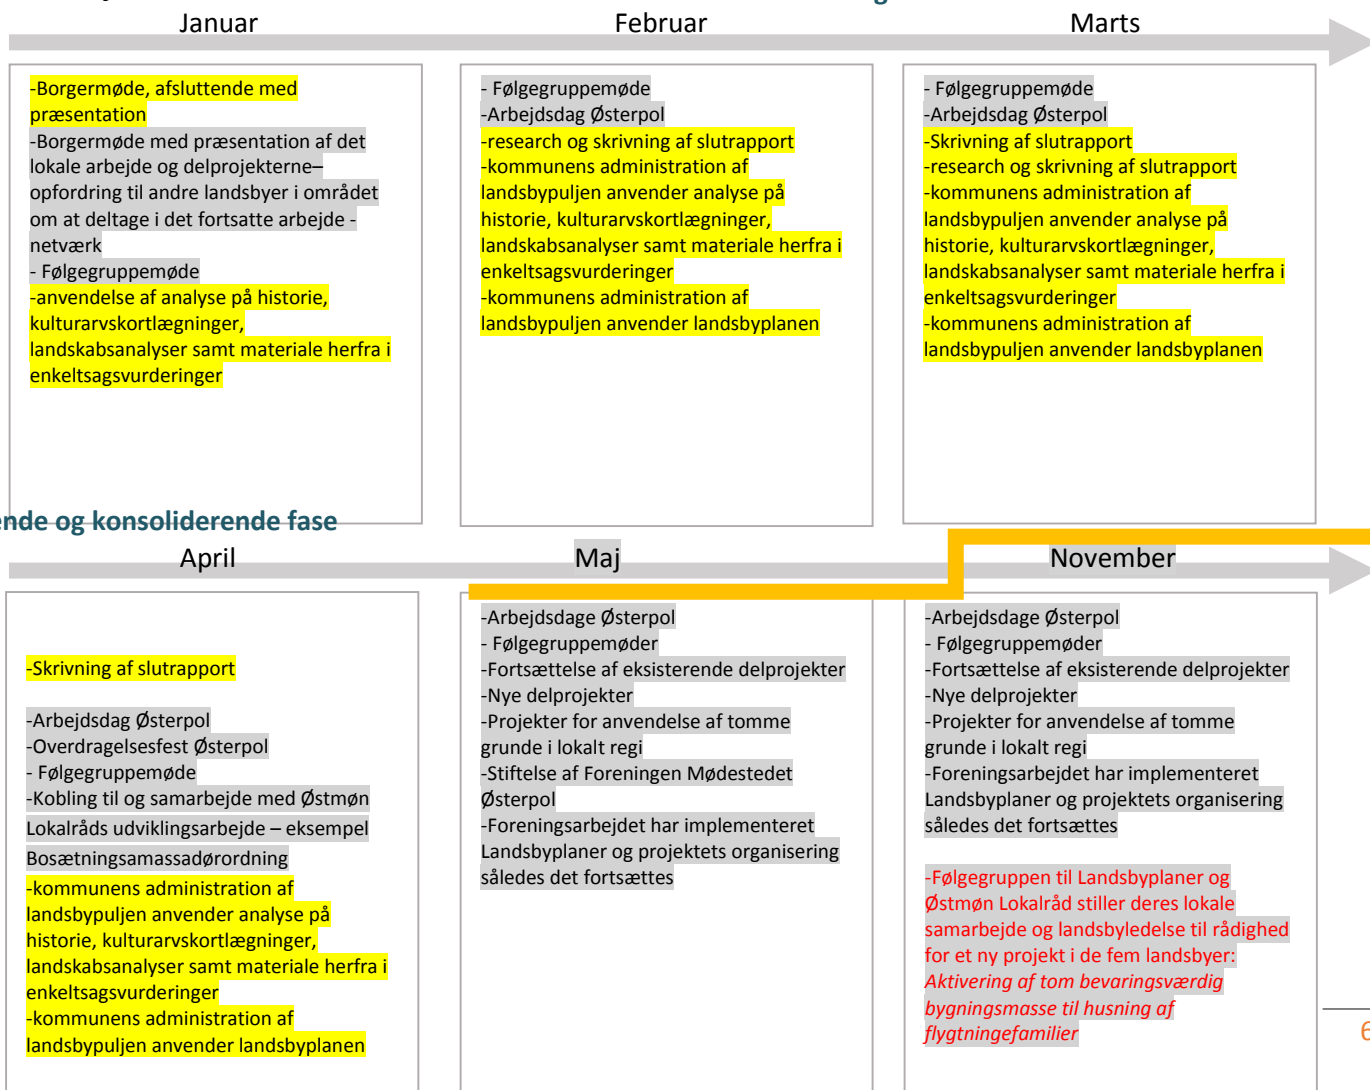 Januar
Februar
Marts
-Borgermøde, afsluttende med
præsentation
-Borgermøde med præsentation af det
lokale arbejde og delprojekterne–
opfordring til andre landsbyer i området
om at deltage i det fortsatte arbejde -
netværk
- Følgegruppemøde
-anvendelse af analyse på historie,
kulturarvskortlægninger,
landskabsanalyser samt materiale herfra i
enkeltsagsvurderinger
- Følgegruppemøde
-Arbejdsdag Østerpol
-research og skrivning af slutrapport
-kommunens administration af
landsbypuljen anvender analyse på
historie, kulturarvskortlægninger,
landskabsanalyser samt materiale herfra i
enkeltsagsvurderinger
-kommunens administration af
landsbypuljen anvender landsbyplanen
- Følgegruppemøde
-Arbejdsdag Østerpol
-Skrivning af slutrapport
-research og skrivning af slutrapport
-kommunens administration af
landsbypuljen anvender analyse på
historie, kulturarvskortlægninger,
landskabsanalyser samt materiale herfra i
enkeltsagsvurderinger
-kommunens administration af
landsbypuljen anvender landsbyplanen
ende og konsoliderende fase
April
Maj
November
-Skrivning af slutrapport
-Arbejdsdag Østerpol
-Overdragelsesfest Østerpol
- Følgegruppemøde
-Kobling til og samarbejde med Østmøn
Lokalråds udviklingsarbejde – eksempel
Bosætningsamassadørordning
-kommunens administration af
landsbypuljen anvender analyse på
historie, kulturarvskortlægninger,
landskabsanalyser samt materiale herfra i
enkeltsagsvurderinger
-kommunens administration af
landsbypuljen anvender landsbyplanen
-Arbejdsdage Østerpol
- Følgegruppemøder
-Fortsættelse af eksisterende delprojekter
-Nye delprojekter
-Projekter for anvendelse af tomme
grunde i lokalt regi
-Stiftelse af Foreningen Mødestedet
Østerpol
-Foreningsarbejdet har implementeret
Landsbyplaner og projektets organisering
således det fortsættes
-Arbejdsdage Østerpol
- Følgegruppemøder
-Fortsættelse af eksisterende delprojekter
-Nye delprojekter
-Projekter for anvendelse af tomme
grunde i lokalt regi
-Foreningsarbejdet har implementeret
Landsbyplaner og projektets organisering
således det fortsættes
-Følgegruppen til Landsbyplaner og
Østmøn Lokalråd stiller deres lokale
samarbejde og landsbyledelse til rådighed
for et ny projekt i de fem landsbyer:
Aktivering af tom bevaringsværdig
bygningsmasse til husning af
flygtningefamilier
6